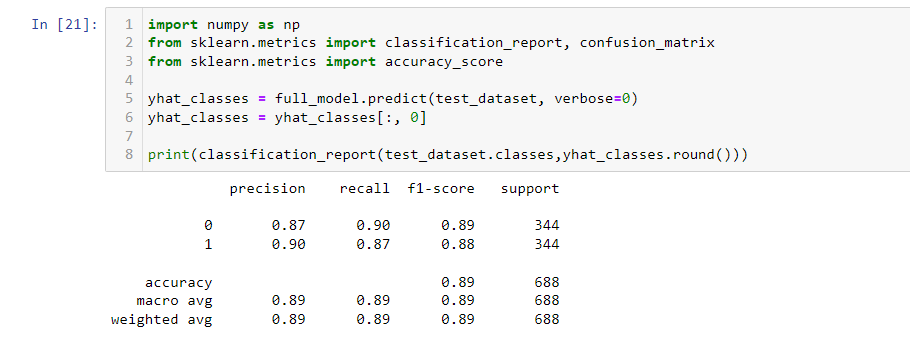 In [21]:
1 import numpy as np
2 from sklearn.metrics import classification_report, confusion_matrix
3 from sklearn.metrics import accuracy_score
4
5 yhat_classes = full_model.predict(test_dataset, verbose=0)
6 yhat_classes = yhat_classes[:, 0]
7
8 print(classification_report(test_dataset.classes,yhat_classes.round()))
precision recall f1-score support
0 0.87 0.90 0.89 344
1 0.90 0.87 0.88 344
accuracy 0.89 688
macro avg 0.89 0.89 0.89 688
weighted avg 0.89 0.89 0.89 688